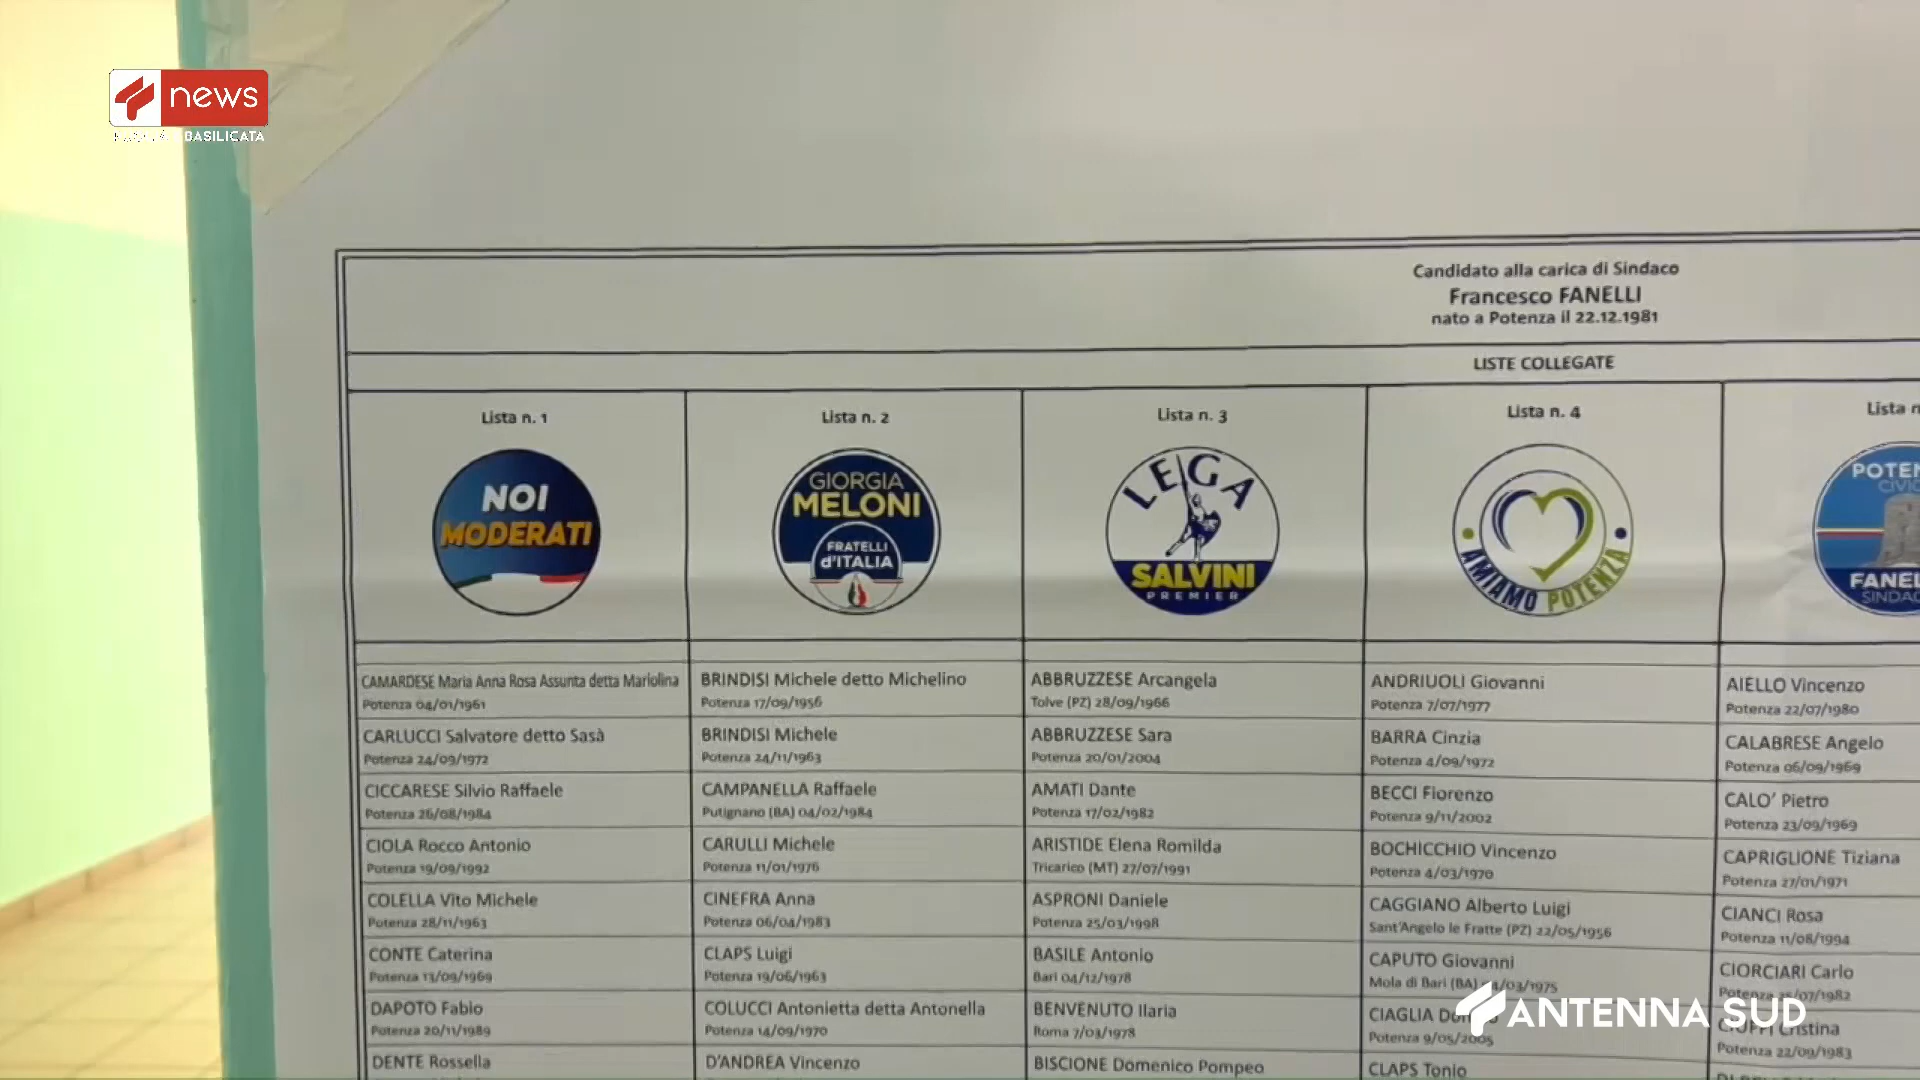 news
BASILICATA
Candidato alla carica di Sindaco
Francesco FANELLI
nato a Potenza il 22.12.1981
LISTE COLLEGATE
Lista n. 1
Lista n. 2
Lista n. 3
Lista n. 4
Lista n
NOI
MODERATI
GIORGIA
MELONI
FRATELLI
d'ITALIA
LEGA
SALVINI
PREMIER
AMIAMO POTENZA
POTEN
CIVIC
FANEL
SINDAC
CAMARDESE Maria Anna Rosa Assunta detta Mariolina
Potenza 04/01/1961
CARLUCCI Salvatore detto Sasà
Potenza 24/09/1972
CICCARESE Silvio Raffaele
Potenza 26/08/1984
CIOLA Rocco Antonio
Potenza 19/09/1992
COLELLA Vito Michele
Potenza 28/11/1963
CONTE Caterina
Potenza 13/09/1969
DAPOTO Fabio
Potenza 20/11/1989
DENTE Rossella
BRINDISI Michele detto Michelino
Potenza 17/09/1956
BRINDISI Michele
Potenza 24/11/1963
CAMPANELLA Raffaele
Putignano (BA) 04/02/1984
CARULLI Michele
Potenza 11/01/1976
CINEFRA Anna
Potenza 06/04/1983
CLAPS Luigi
Potenza 19/06/1963
COLUCCI Antonietta detta Antonella
Potenza 14/09/1970
D'ANDREA Vincenzo
ABBRUZZESE Arcangela
Tolve (PZ) 28/09/1966
ABBRUZZESE Sara
Potenza 20/01/2004
AMATI Dante
Potenza 17/02/1982
ARISTIDE Elena Romilda
Tricarico (MT) 27/07/1991
ASPRONI Daniele
Potenza 25/03/1998
BASILE Antonio
Bari 04/12/1978
BENVENUTO Ilaria
Roma 7/03/1978
BISCIONE Domenico Pompeo
ANDRIUOLI Giovanni
Potenza 7/07/1977
BARRA Cinzia
Potenza 4/09/1972
BECCI Fiorenzo
Potenza 9/11/2002
BOCHICCHIO Vincenzo
Potenza 4/03/1970
CAGGIANO Alberto Luigi
Sant'Angelo le Fratte (PZ) 22/05/1956
CAPUTO Giovanni
Mola di Bari (BA)
CIAGLIA
Potenza 9/05/2005
CLAPS Tonio
AIELLO Vincenzo
Potenza 22/07/1980
CALABRESE Angelo
Potenza 06/09/1969
CALO' Pietro
Potenza 23/09/1969
CAPRIGLIONE Tiziana
Potenza 27/01/1971
CIANCI Rosa
Potenza 11/08/1994
CIORCIARI Carlo
Potenza
Cristina
Potenza 22/09/1983
ANTENNA SUD